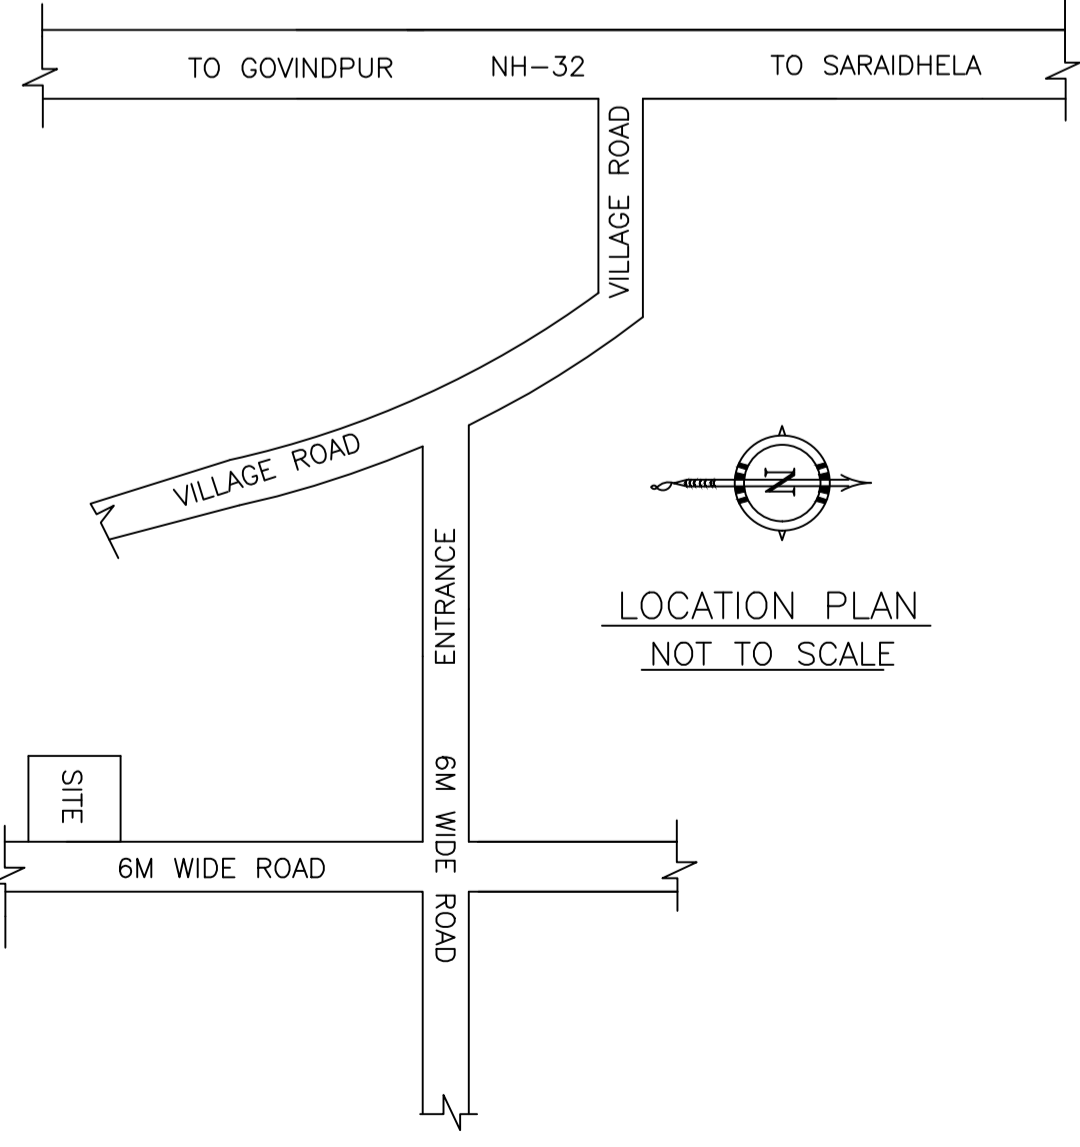 TO GOVINDPUR NH-32 TO SARAIDHELA
VILLAGE ROAD
VILLAGE ROAD
N
ENTRANCE
LOCATION PLAN
NOT TO SCALE
SITE
6M WIDE ROAD
6M WIDE ROAD